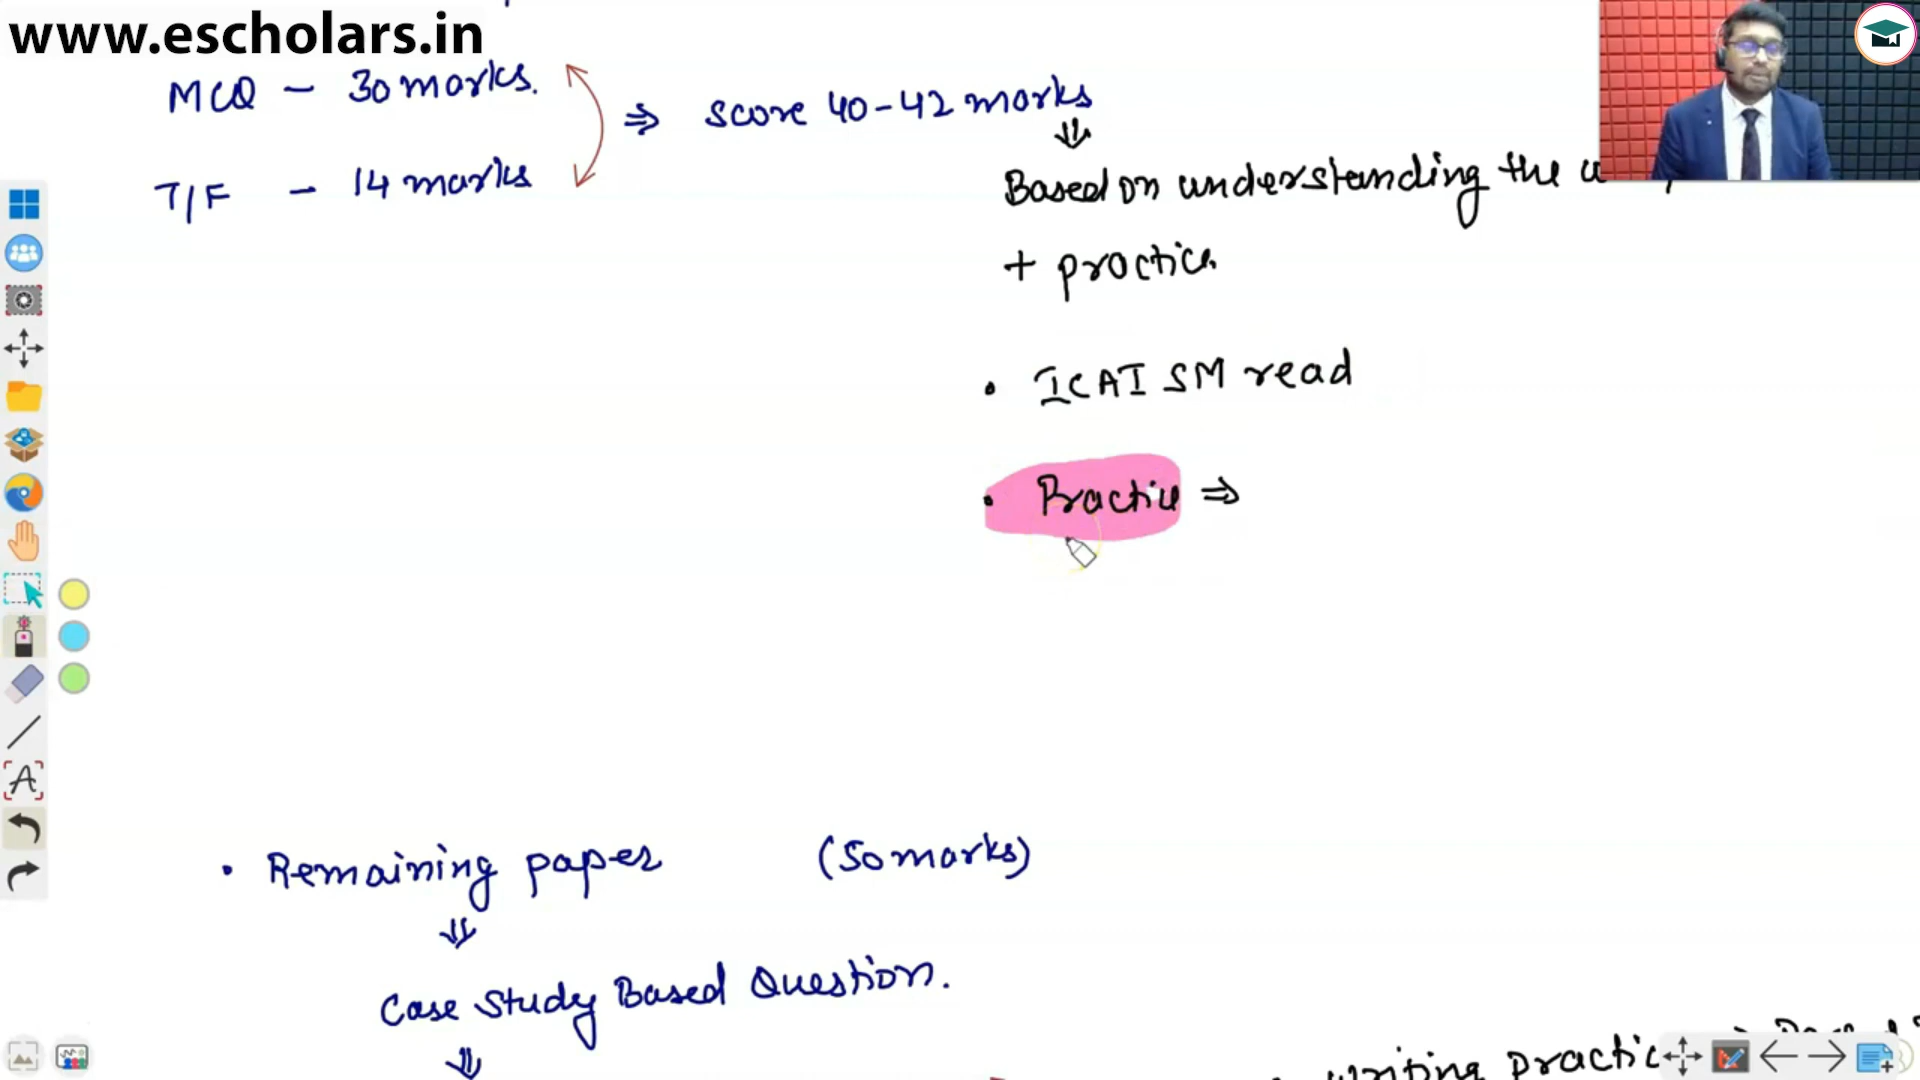 www.escholars.in
MCQ - 30 marks.
T/F - 14 marks
⇒ score 40-42 marks
⇓
Based on understanding the
+ practice
• ICAI SM read
• Practice ⇒
• Remaining paper (50 marks)
⇓
Case Study Based Question.
⇓
writing practic